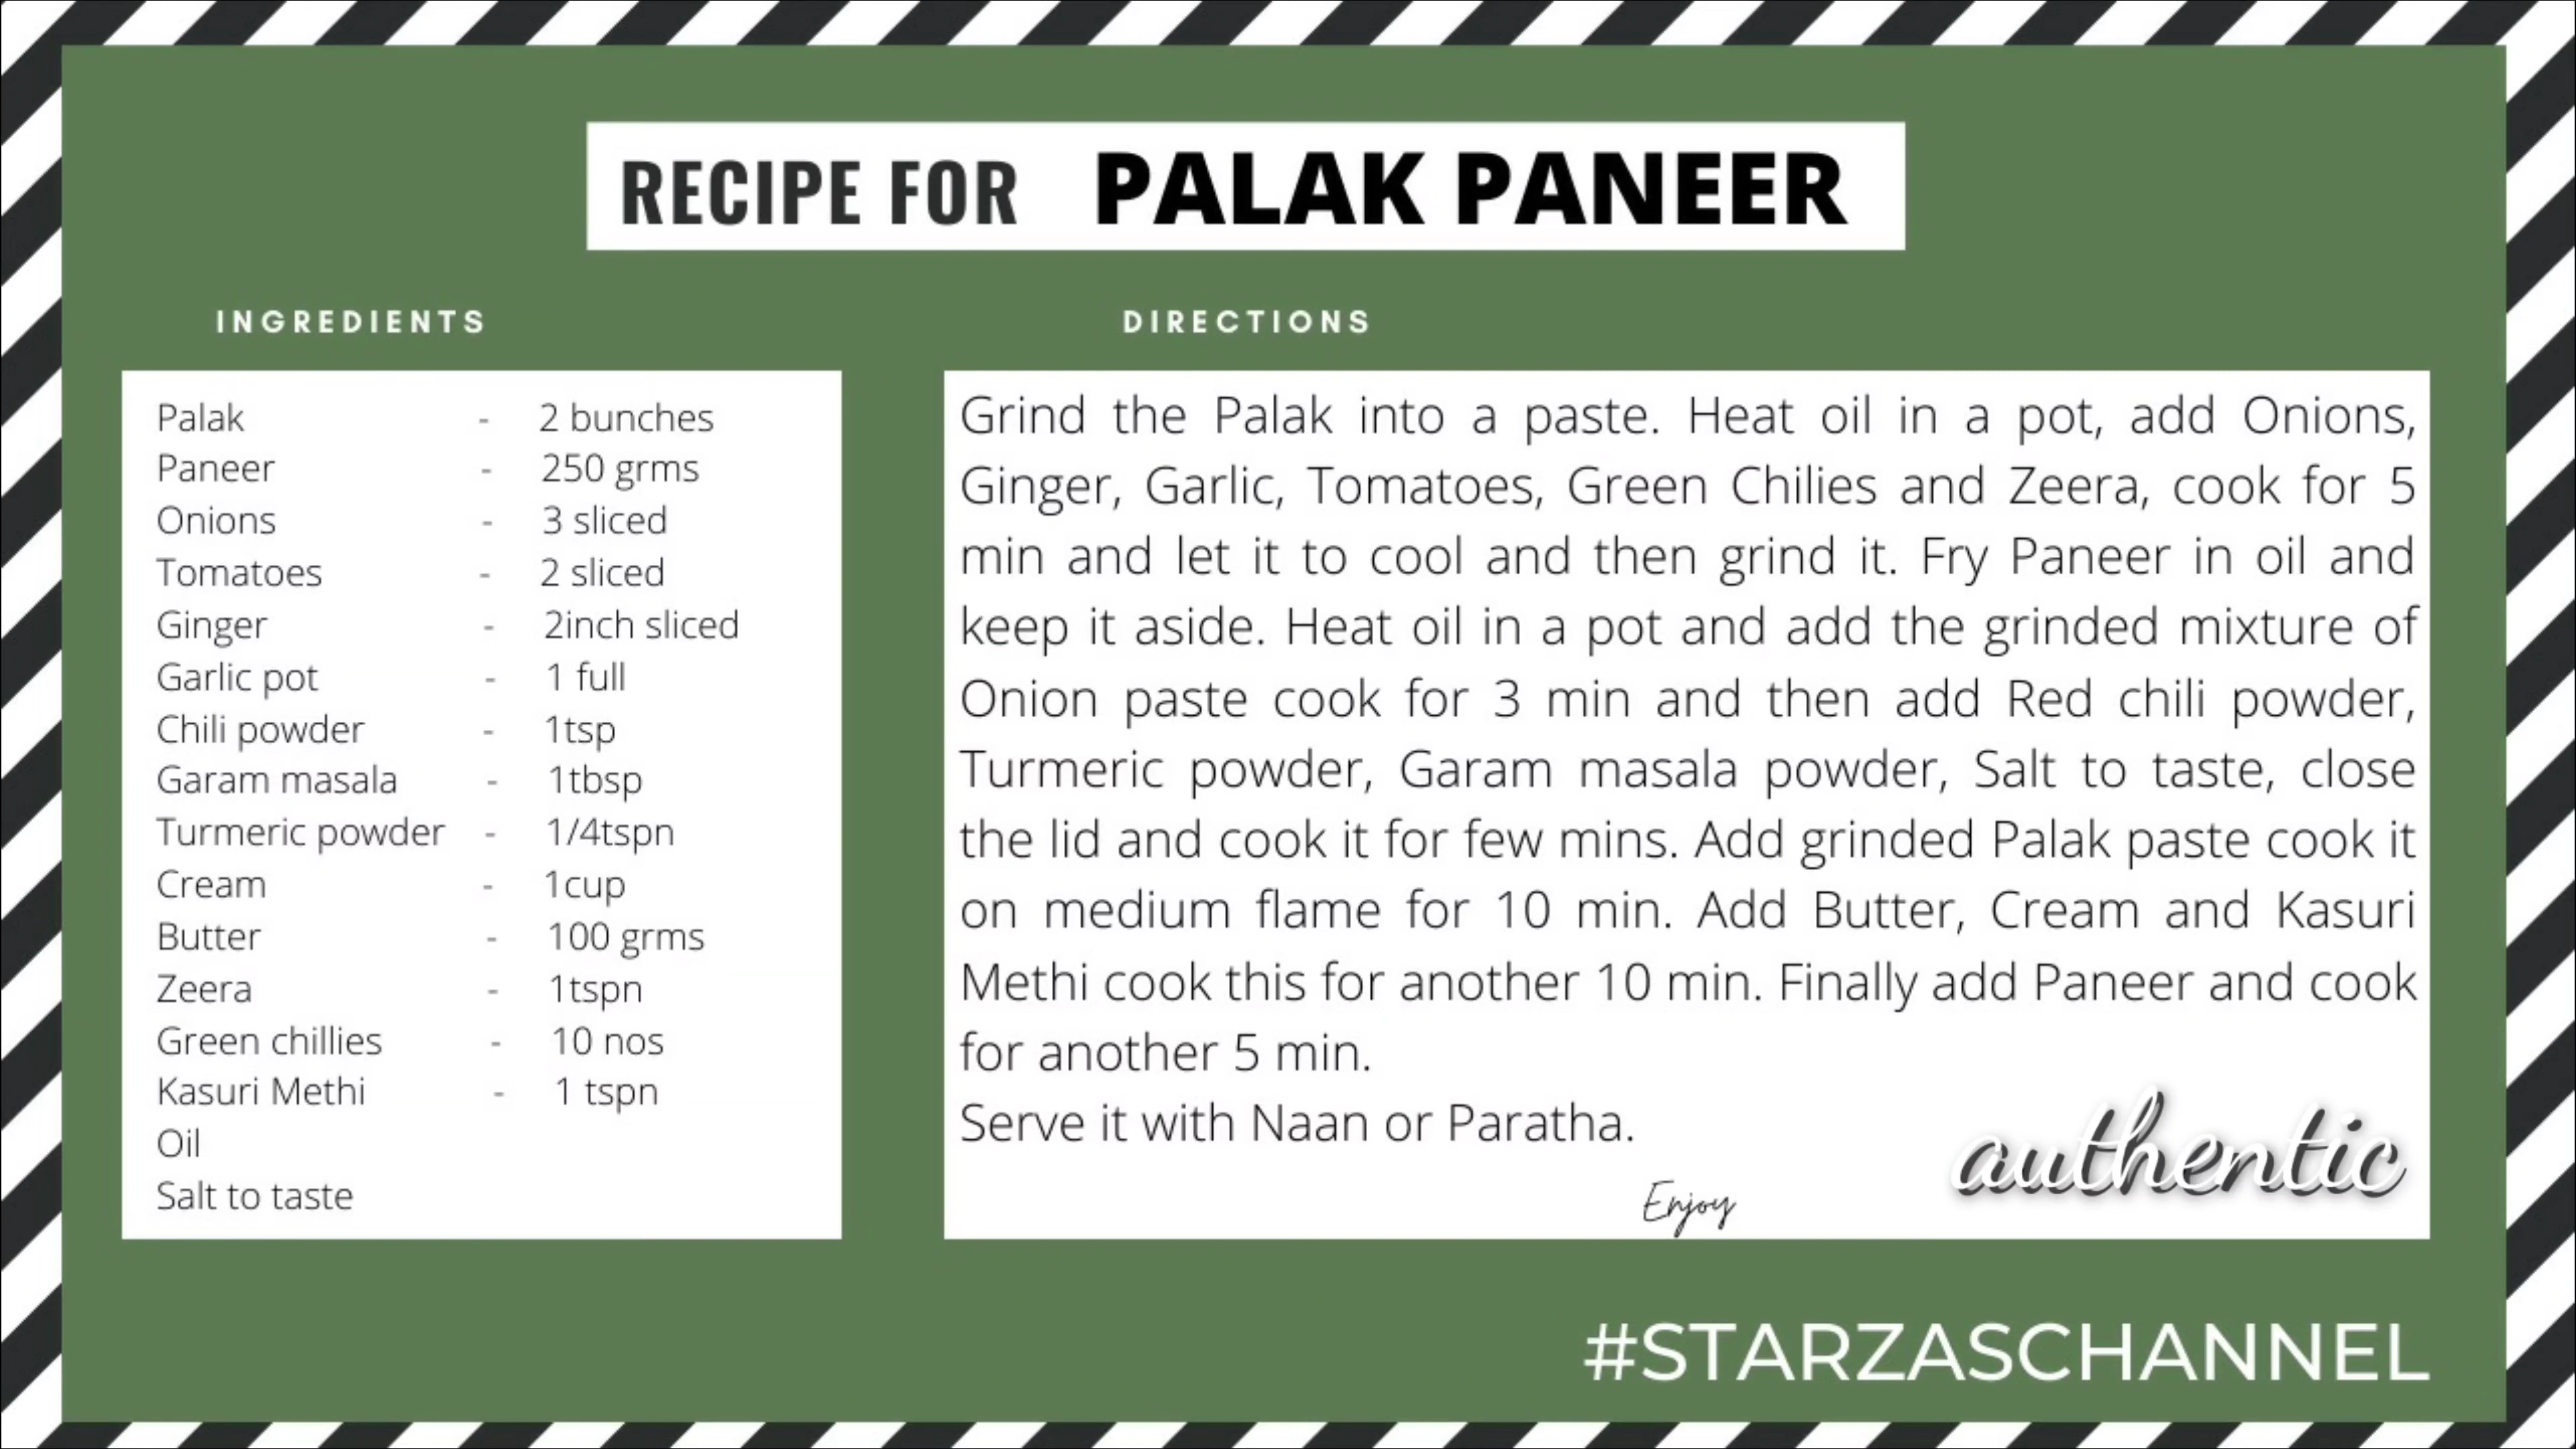 RECIPE FOR PALAK PANEER
INGREDIENTS
Palak - 2 bunches
Paneer - 250 grms
Onions - 3 sliced
Tomatoes - 2 sliced
Ginger - 2inch sliced
Garlic pot - 1 full
Chili powder - 1tsp
Garam masala - 1tbsp
Turmeric powder - 1/4tspn
Cream - 1cup
Butter - 100 grms
Zeera - 1tspn
Green chillies - 10 nos
Kasuri Methi - 1 tspn
Oil
Salt to taste
DIRECTIONS
Grind the Palak into a paste. Heat oil in a pot, add Onions,
Ginger, Garlic, Tomatoes, Green Chilies and Zeera, cook for 5
min and let it to cool and then grind it. Fry Paneer in oil and
keep it aside. Heat oil in a pot and add the grinded mixture of
Onion paste cook for 3 min and then add Red chili powder,
Turmeric powder, Garam masala powder, Salt to taste, close
the lid and cook it for few mins. Add grinded Palak paste cook it
on medium flame for 10 min. Add Butter, Cream and Kasuri
Methi cook this for another 10 min. Finally add Paneer and cook
for another 5 min.
Serve it with Naan or Paratha.
authentic
Enjoy
#STARZASCHANNEL